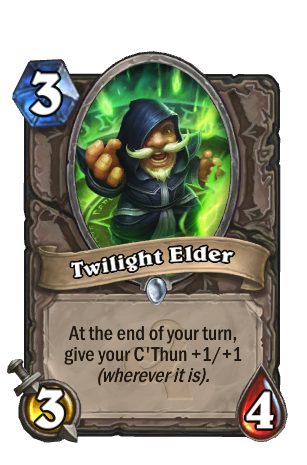 3
Twilight Elder
At the end of your turn,
give your C'Thun +1/+1
(wherever it is).
3
4